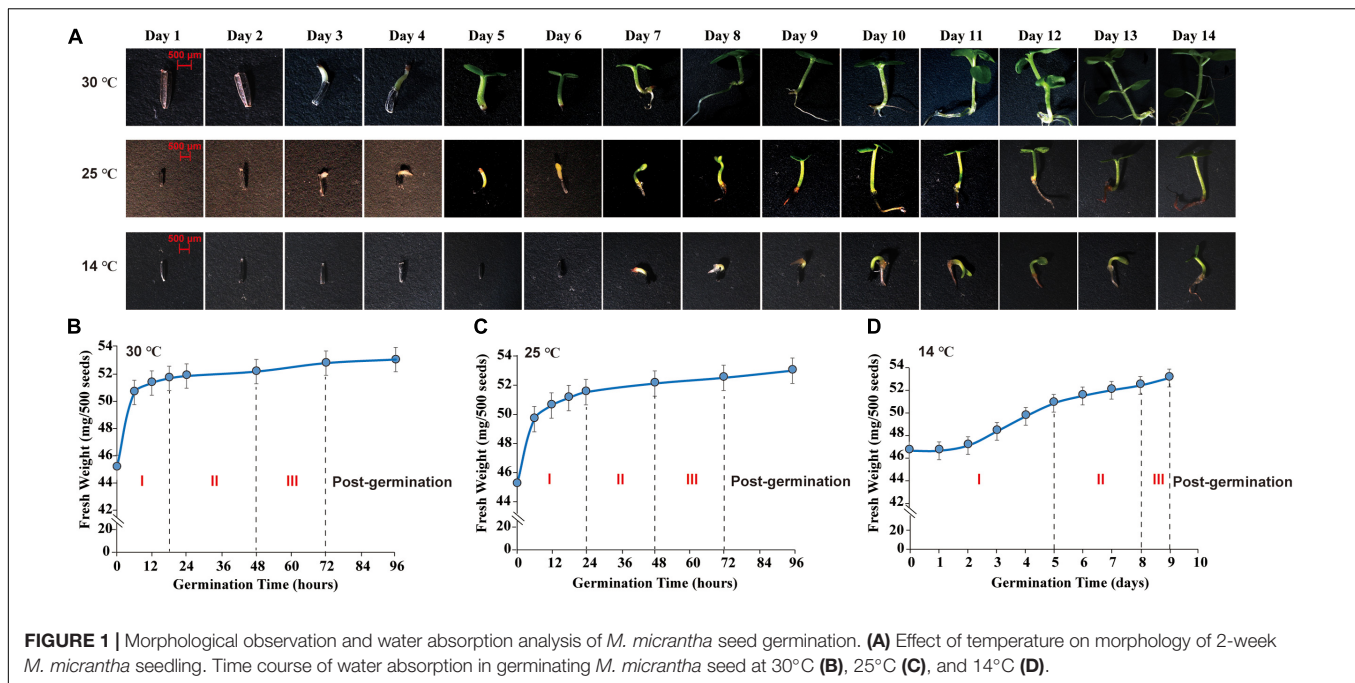 Day 1 Day 2 Day 3 Day 4 Day 5 Day 6 Day 7 Day 8 Day 9 Day 10 Day 11 Day 12 Day 13 Day 14
A
500 μm
30 °C
500 μm
25 °C
500 μm
14 °C
B
30 °C
Fresh Weight (mg/500 seeds)
54
52
50
48
46
44
42
20
0
I II III Post-germination
0 12 24 36 48 60 72 84 96
Germination Time (hours)
C
25 °C
Fresh Weight (mg/500 seeds)
54
52
50
48
46
44
42
20
0
I II III Post-germination
0 12 24 36 48 60 72 84 96
Germination Time (hours)
D
14 °C
Fresh Weight (mg/500 seeds)
54
52
50
48
46
44
42
20
0
I II III Post-germination
0 1 2 3 4 5 6 7 8 9 10
Germination Time (days)
FIGURE 1 | Morphological observation and water absorption analysis of M. micrantha seed germination. (A) Effect of temperature on morphology of 2-week
M. micrantha seedling. Time course of water absorption in germinating M. micrantha seed at 30°C (B), 25°C (C), and 14°C (D).